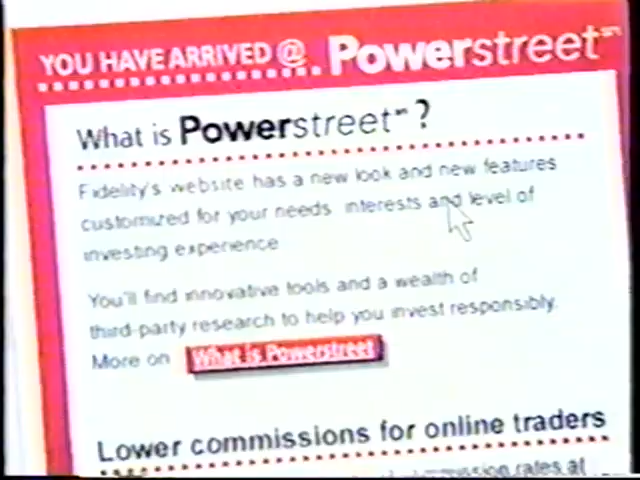 YOU HAVE ARRIVED @ Powerstreet℠
What is Powerstreet℠?
Fidelity's website has a new look and new features
customized for your needs interests and level of
investing experience
You'll find innovative tools and a wealth of
third-party research to help you invest responsibly.
More on What is Powerstreet
Lower commissions for online traders
rates at